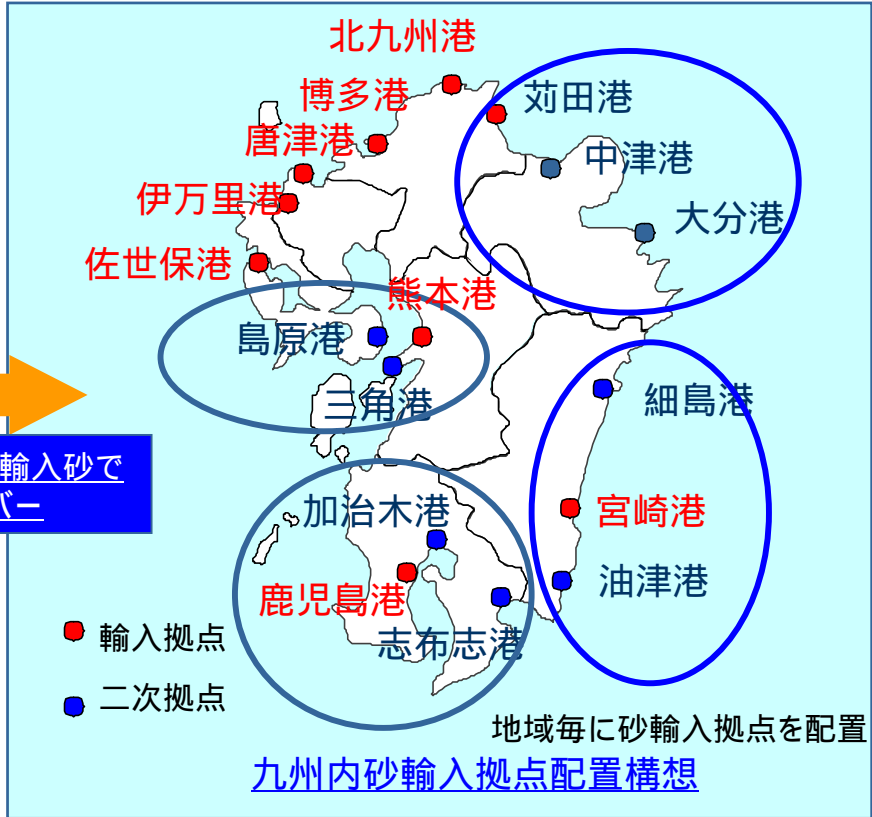 北九州港
博多港
苅田港
唐津港
中津港
伊万里港
大分港
佐世保港
熊本港
島原港
三角港
細島港
輸入砂で
バー
加治木港
宮崎港
鹿児島港
油津港
志布志港
輸入拠点
二次拠点
地域毎に砂輸入拠点を配置
九州内砂輸入拠点配置構想